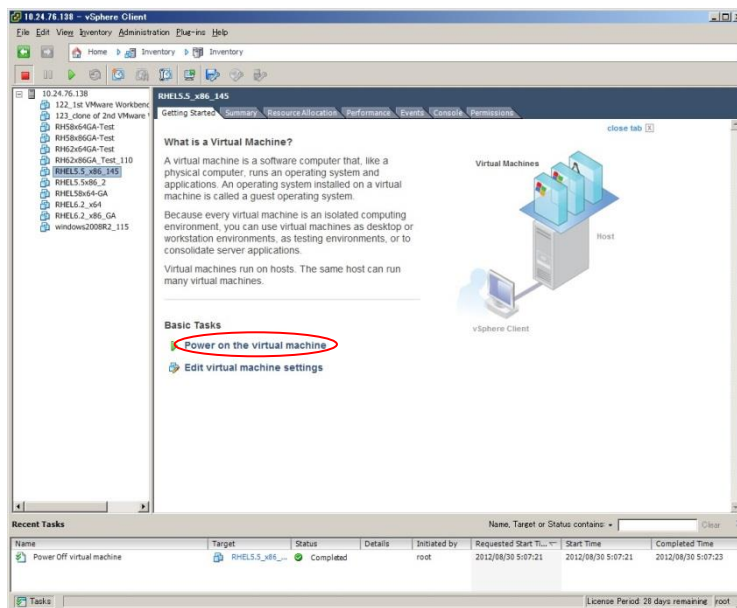 10.24.76.138 - vSphere Client
File Edit View Inventory Administration Plug-ins Help
Home Inventory Inventory
10.24.76.138
122_1st VMware Workbenc
123_clone of 2nd VMware
RH58x64GA-Test
RH58x86GA-Test
RH62x64GA-Test
RH62x86GA_Test_110
RHEL5.5_x86_145
RHEL5.5x86_2
RHEL58x64-GA
RHEL6.2_x64
RHEL6.2_x86_GA
windows2008R2_115
RHEL5.5_x86_145
Getting Started Summary Resource Allocation Performance Events Console Permissions
close tab X
What is a Virtual Machine?
A virtual machine is a software computer that, like a
physical computer, runs an operating system and
applications. An operating system installed on a virtual
machine is called a guest operating system.
Because every virtual machine is an isolated computing
environment, you can use virtual machines as desktop or
workstation environments, as testing environments, or to
consolidate server applications.
Virtual machines run on hosts. The same host can run
many virtual machines.
Virtual Machines
Host
vSphere Client
Basic Tasks
Power on the virtual machine
Edit virtual machine settings
Recent Tasks
Name, Target or Status contains: Clear
Name Target Status Details Initiated by Requested Start Ti... Start Time Completed Time
Power Off virtual machine RHEL5.5_x86_... Completed root 2012/08/30 5:07:21 2012/08/30 5:07:21 2012/08/30 5:07:23
Tasks License Period: 28 days remaining root